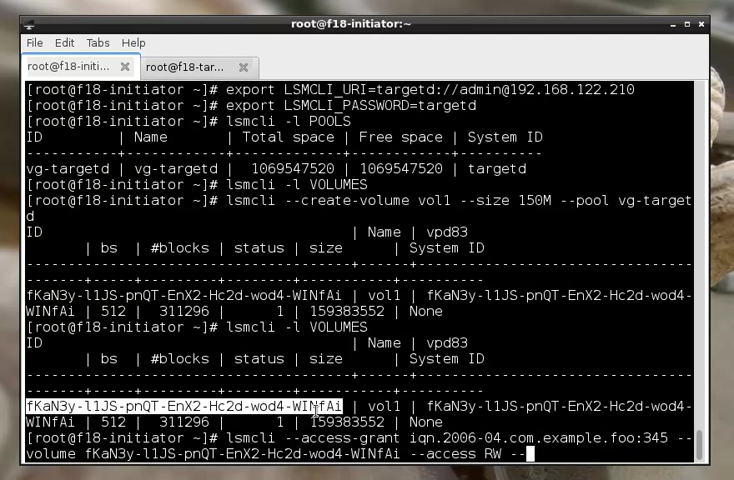 root@f18-initiator:~
File Edit Tabs Help
root@f18-initi... root@f18-tar...
[root@f18-initiator ~]# export LSMCLI_URI=targetd://admin@192.168.122.210
[root@f18-initiator ~]# export LSMCLI_PASSWORD=targetd
[root@f18-initiator ~]# lsmcli -l POOLS
ID | Name | Total space | Free space | System ID
-----------+-----------+-------------+------------+----------
vg-targetd | vg-targetd | 1069547520 | 1069547520 | targetd
[root@f18-initiator ~]# lsmcli -l VOLUMES
[root@f18-initiator ~]# lsmcli --create-volume vol1 --size 150M --pool vg-target
d
ID | Name | vpd83
| bs | #blocks | status | size | System ID
---------------------------------------+------+---------------------------------
-------+-----+---------+--------+-----------+----------
fKaN3y-l1JS-pnQT-EnX2-Hc2d-wod4-WINfAi | vol1 | fKaN3y-l1JS-pnQT-EnX2-Hc2d-wod4-
WINfAi | 512 | 311296 | 1 | 159383552 | None
[root@f18-initiator ~]# lsmcli -l VOLUMES
ID | Name | vpd83
| bs | #blocks | status | size | System ID
---------------------------------------+------+---------------------------------
-------+-----+---------+--------+-----------+----------
fKaN3y-l1JS-pnQT-EnX2-Hc2d-wod4-WINfAi | vol1 | fKaN3y-l1JS-pnQT-EnX2-Hc2d-wod4-
WINfAi | 512 | 311296 | 1 | 159383552 | None
[root@f18-initiator ~]# lsmcli --access-grant iqn.2006-04.com.example.foo:345 --
volume fKaN3y-l1JS-pnQT-EnX2-Hc2d-wod4-WINfAi --access RW --